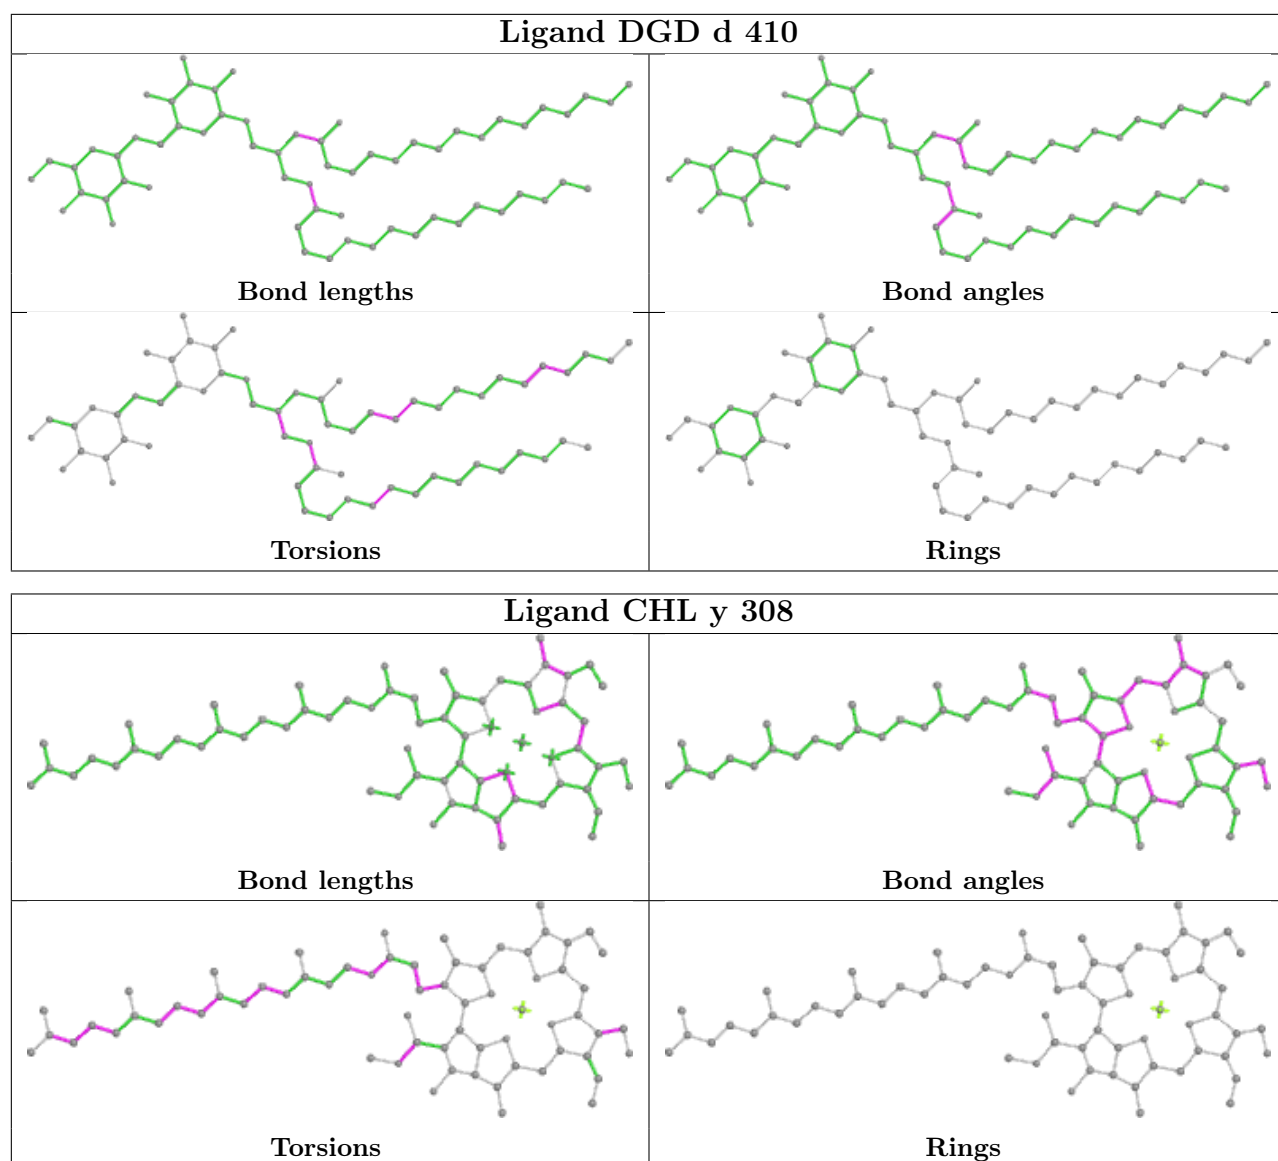 Ligand DGD d 410
Bond lengths
Bond angles
Torsions
Rings
Ligand CHL y 308
Bond lengths
Bond angles
Torsions
Rings